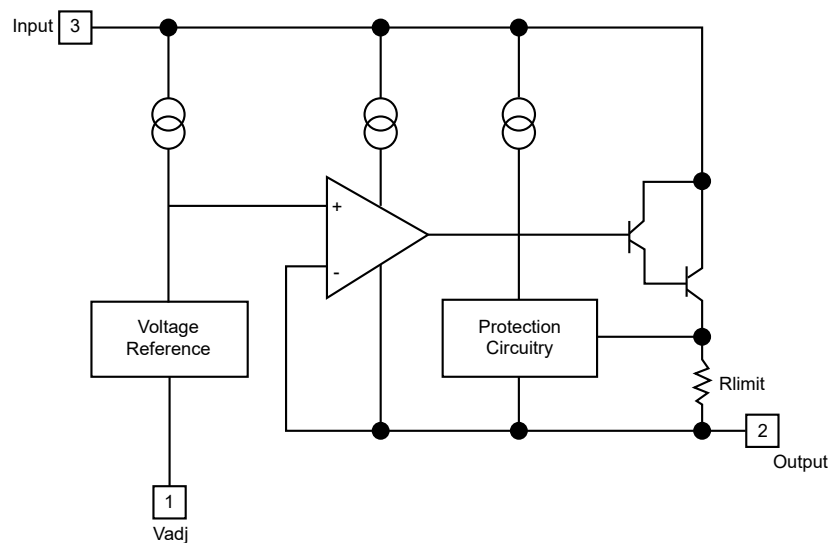 Input 3
+
-
Voltage
Reference
Protection
Circuitry
Rlimit
2
Output
1
Vadj